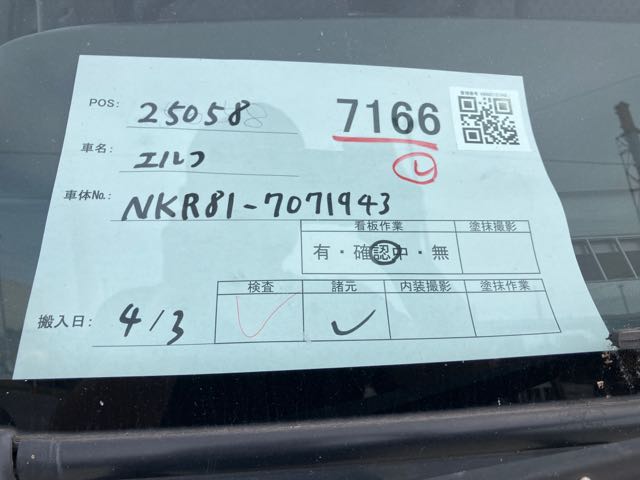 POS: 25058
7166
車名: エルフ
レ
車体No.: NKR81-7071943
看板作業 塗抹撮影
有・確認中・無
検査 諸元 内装撮影 塗抹作業
搬入日: 4/3